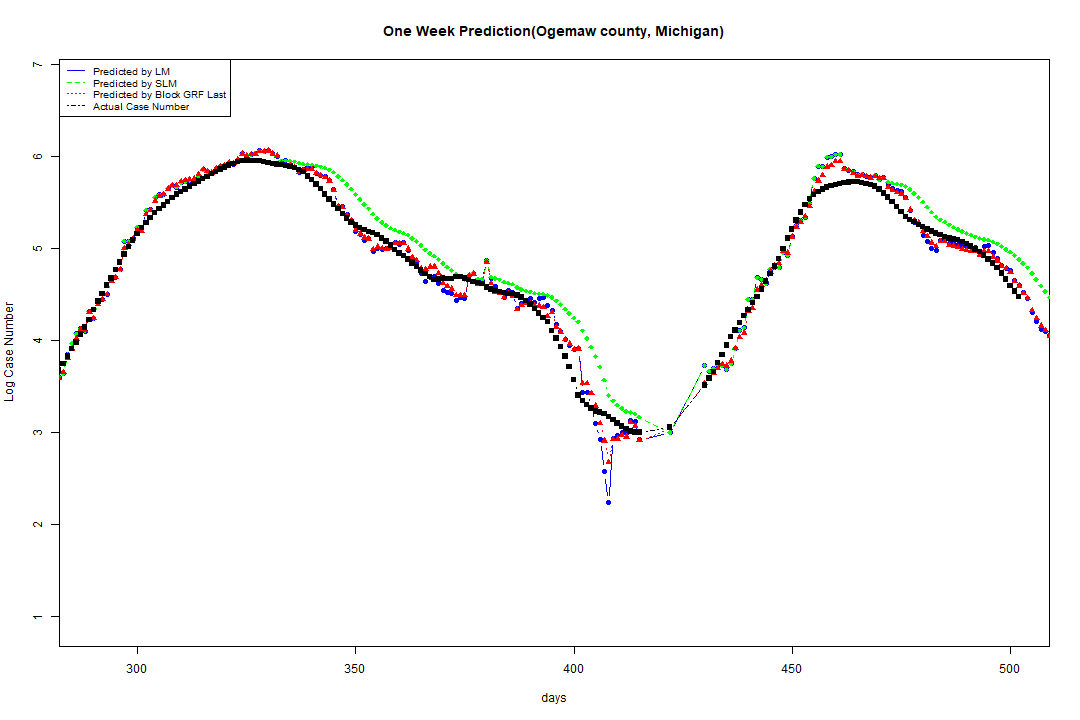 One Week Prediction(Ogemaw county, Michigan)
Predicted by LM
Predicted by SLM
Predicted by Block GRF Last
Actual Case Number
7
6
5
4
3
2
1
Log Case Number
300 350 400 450 500
days